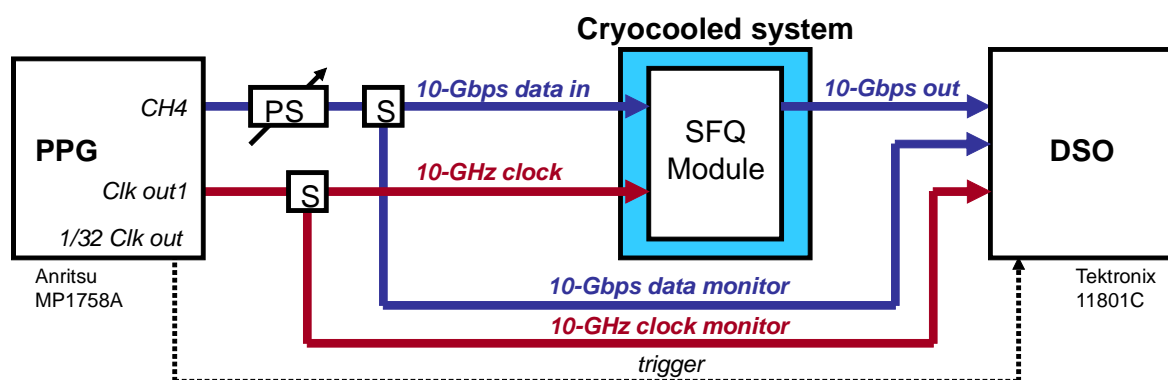 Cryocooled system
CH4
PS
S
10-Gbps data in
10-Gbps out
PPG
SFQ
Module
DSO
Clk out1
S
10-GHz clock
1/32 Clk out
Anritsu
MP1758A
10-Gbps data monitor
Tektronix
11801C
10-GHz clock monitor
trigger